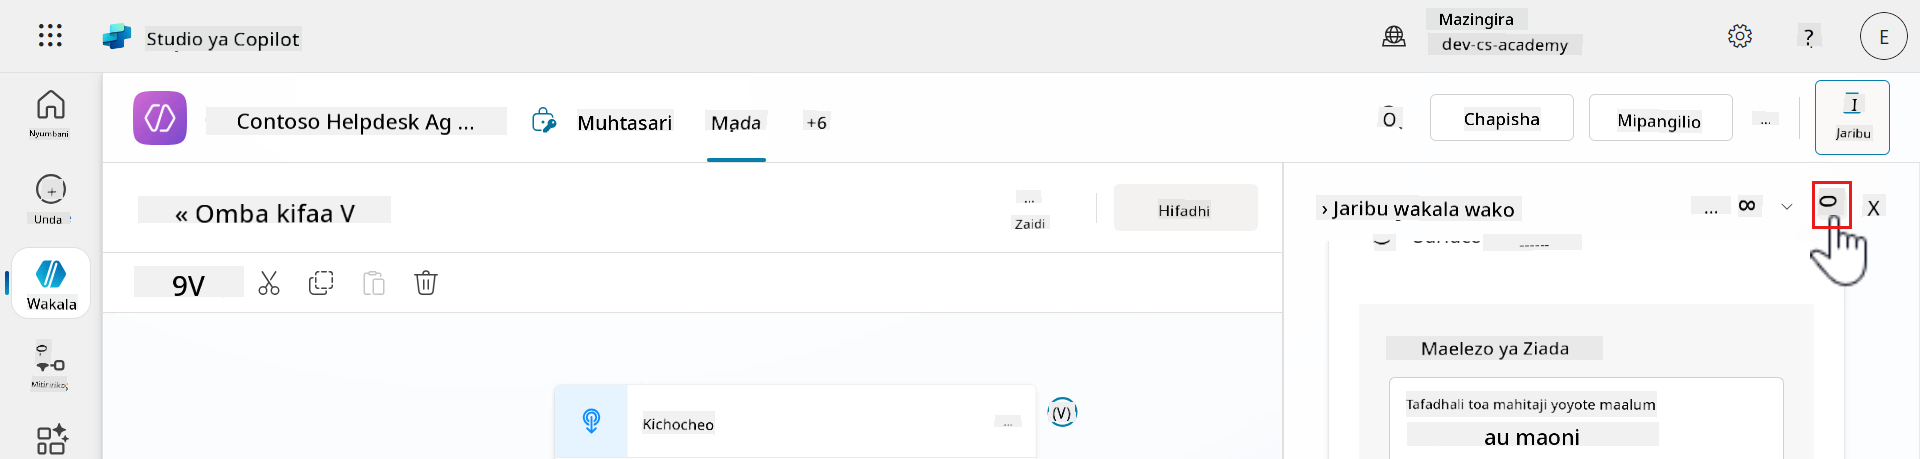 Studio ya Copilot
Mazingira
dev-cs-academy
?
E
Nyumbani
Contoso Helpdesk Ag ...
Muhtasari
Mada
+6
Chapisha
Mipangilio
...
Jaribu
Unda
« Omba kifaa V
...
Zaidi
Hifadhi
› Jaribu wakala wako
...
X
Wakala
9V
Maelezo ya Ziada
Tafadhali toa mahitaji yoyote maalum
au maoni
Kichocheo
...
(V)